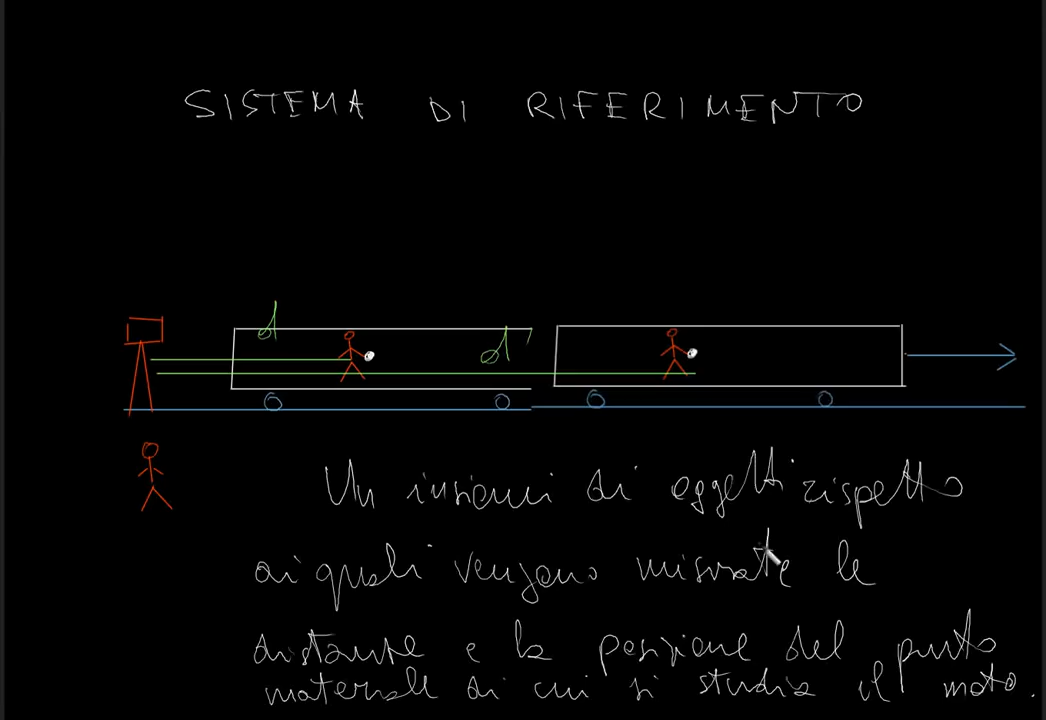 SISTEMA DI RIFERIMENTO
d
d'
Un insiemi di oggetti rispetto
ai quali vengono misurate le
distanze e la posizione del punto
materiale di cui si studia il moto.